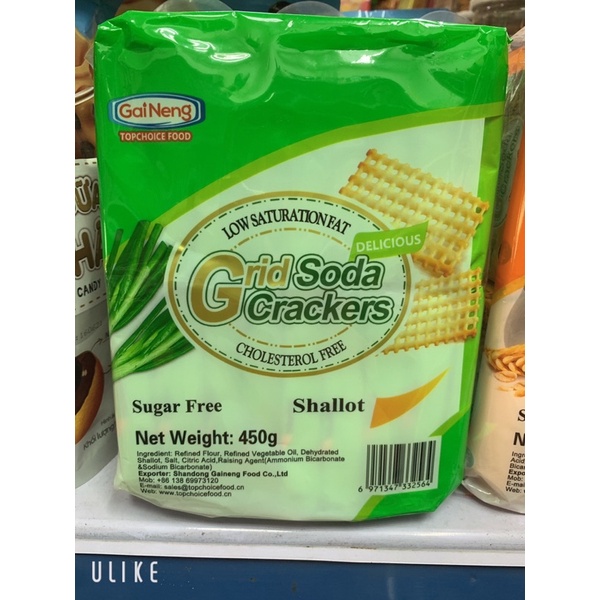 GaiNeng
TOPCHOICE FOOD
LOW SATURATION FAT
DELICIOUS
Grid Soda
Crackers
CHOLESTEROL FREE
CANDY
Sugar Free
Shallot
Net Weight: 450g
Ingredient: Refined Flour, Refined Vegetable Oil, Dehydrated
Shallot, Salt, Citric Acid,Raising Agent(Ammonium Bicarbonate
&Sodium Bicarbonate)
Exporter: Shandong Gaineng Food Co.,Ltd
Mob: +86 138 69973120
E-mail: sales@topchoicefood.cn
Web: www.topchoicefood.cn
6 971347 332564
ULIKE